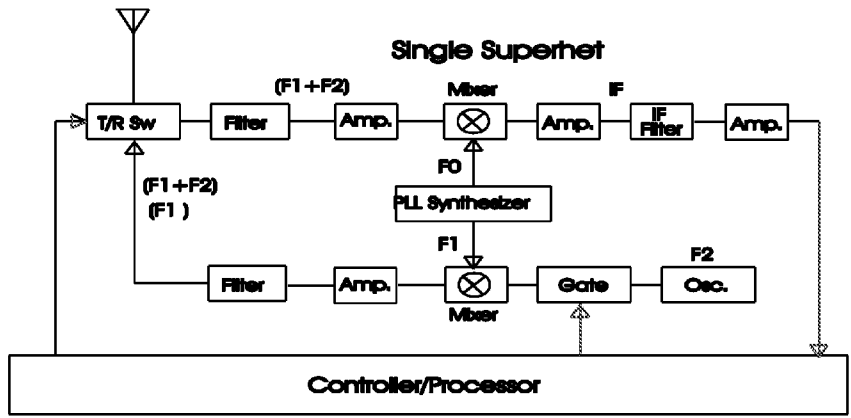 Single Superhet
(F1+F2)
Mixer
IF
T/R Sw
Filter
Amp.
Amp.
IF
Filter
Amp.
F0
(F1+F2)
(F1 )
PLL Synthesizer
F1
F2
Filter
Amp.
Gate
Osc.
Mixer
Controller/Processor